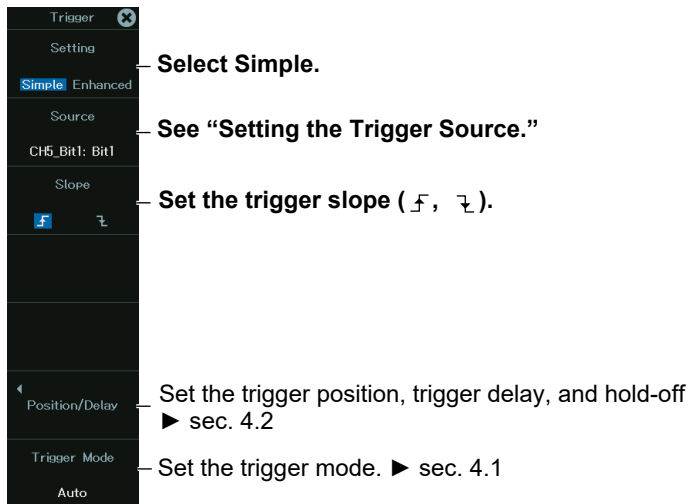 Trigger
Setting
Simple Enhanced
Select Simple.
Source
CH5_Bit1: Bit1
See “Setting the Trigger Source.”
Slope
Set the trigger slope ( , ).
Position/Delay
Set the trigger position, trigger delay, and hold-off
► sec. 4.2
Trigger Mode
Auto
Set the trigger mode. ► sec. 4.1